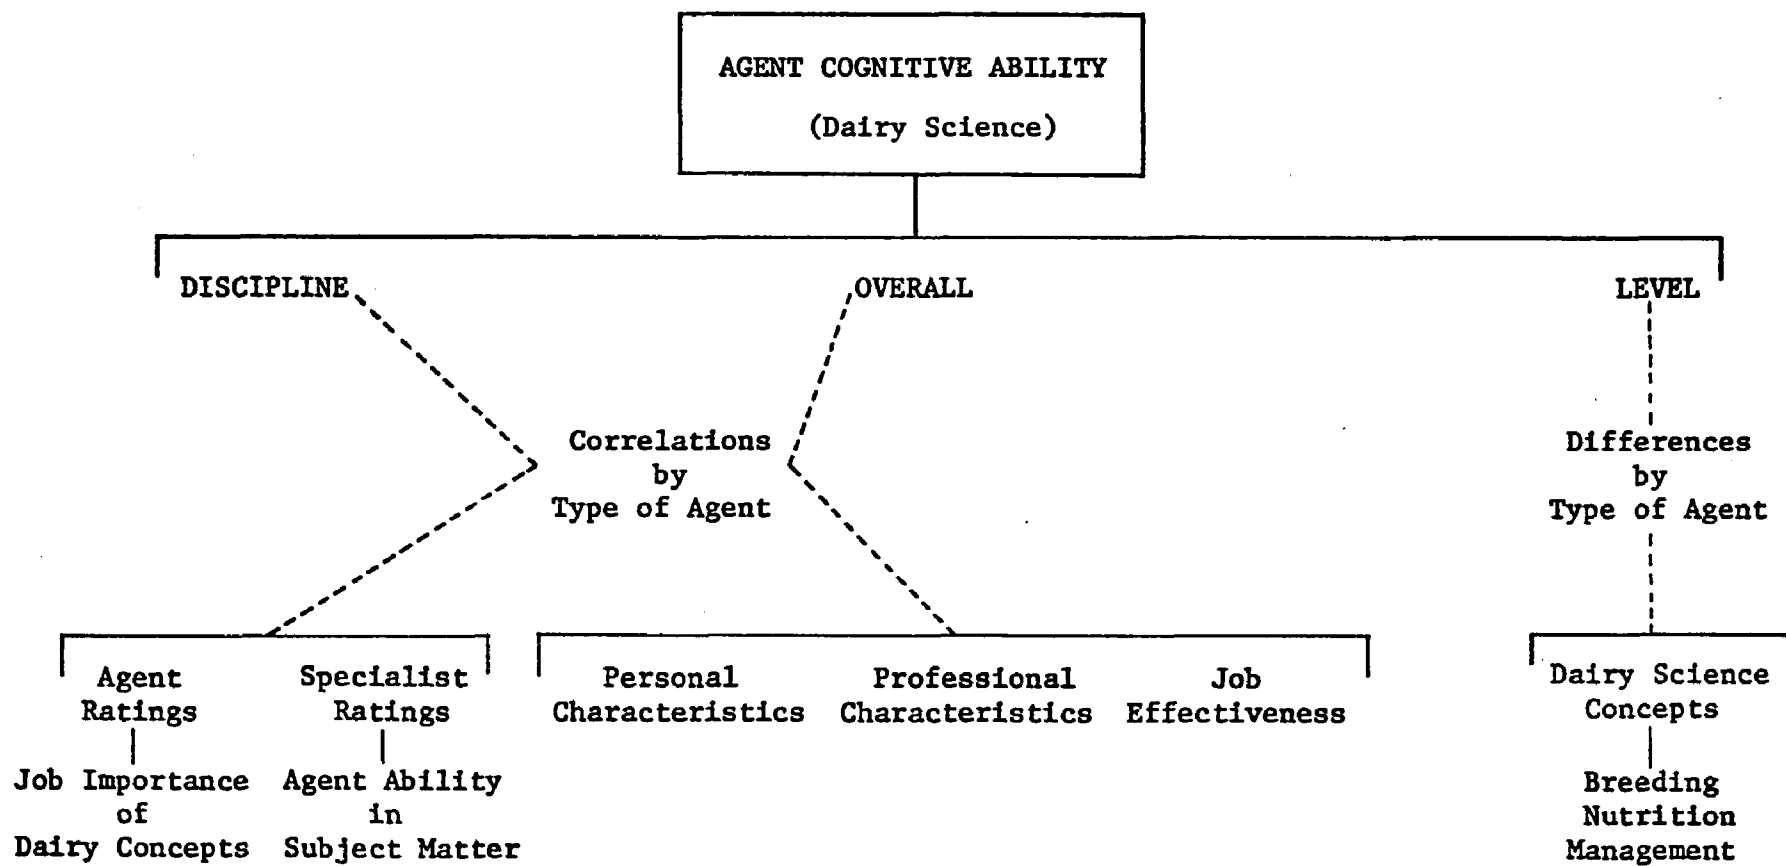 AGENT COGNITIVE ABILITY
(Dairy Science)
DISCIPLINE
OVERALL
LEVEL
Correlations
by
Type of Agent
Differences
by
Type of Agent
Agent
Ratings
Job Importance
of
Dairy Concepts
Specialist
Ratings
Agent Ability
in
Subject Matter
Personal
Characteristics
Professional
Characteristics
Job
Effectiveness
Dairy Science
Concepts
Breeding
Nutrition
Management